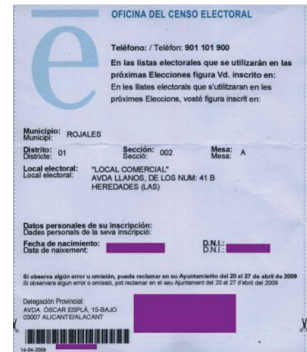 é
OFICINA DEL CENSO ELECTORAL
Teléfono: / Telèfon: 901 101 900
En las listas electorales que se utilizarán en las
próximas Elecciones figura Vd. inscrito en:
En les llistes electorals que s'utilitzaran en les
pròximes Eleccions, vostè figura inscrit en:
Municipio: ROJALES
Municipi:
Distrito: 01 Sección: 002 Mesa: A
Districte: Secció: Mesa:
Local electoral: "LOCAL COMERCIAL"
Local electoral: AVDA LLANOS, DE LOS NUM: 41 B
HEREDADES (LAS)
Datos personales de su inscripción:
Dades personals de la seva inscripció:
Fecha de nacimiento: D.N.I.:
Data de naixement: D.N.I.:
Si observa algún error o omisión, puede reclamar en su Ayuntamiento del 20 al 27 de abril de 2009
Si observara algun error o omissió, pot reclamar en el seu Ajuntament del 20 al 27 d'abril del 2009
Delegación Provincial:
AVDA. ÓSCAR ESPLÁ, 15-BAJO
03007 ALICANTE/ALACANT
14-04-2009